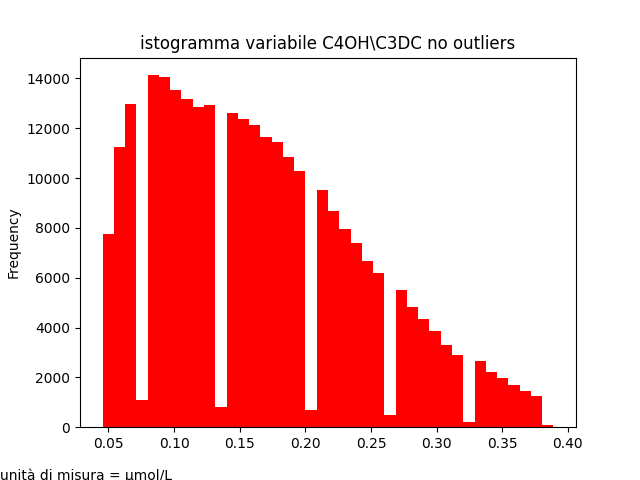 istogramma variabile C4OH\C3DC no outliers
14000
12000
10000
8000
6000
4000
2000
0
Frequency
0.05 0.10 0.15 0.20 0.25 0.30 0.35 0.40
unità di misura = μmol/L